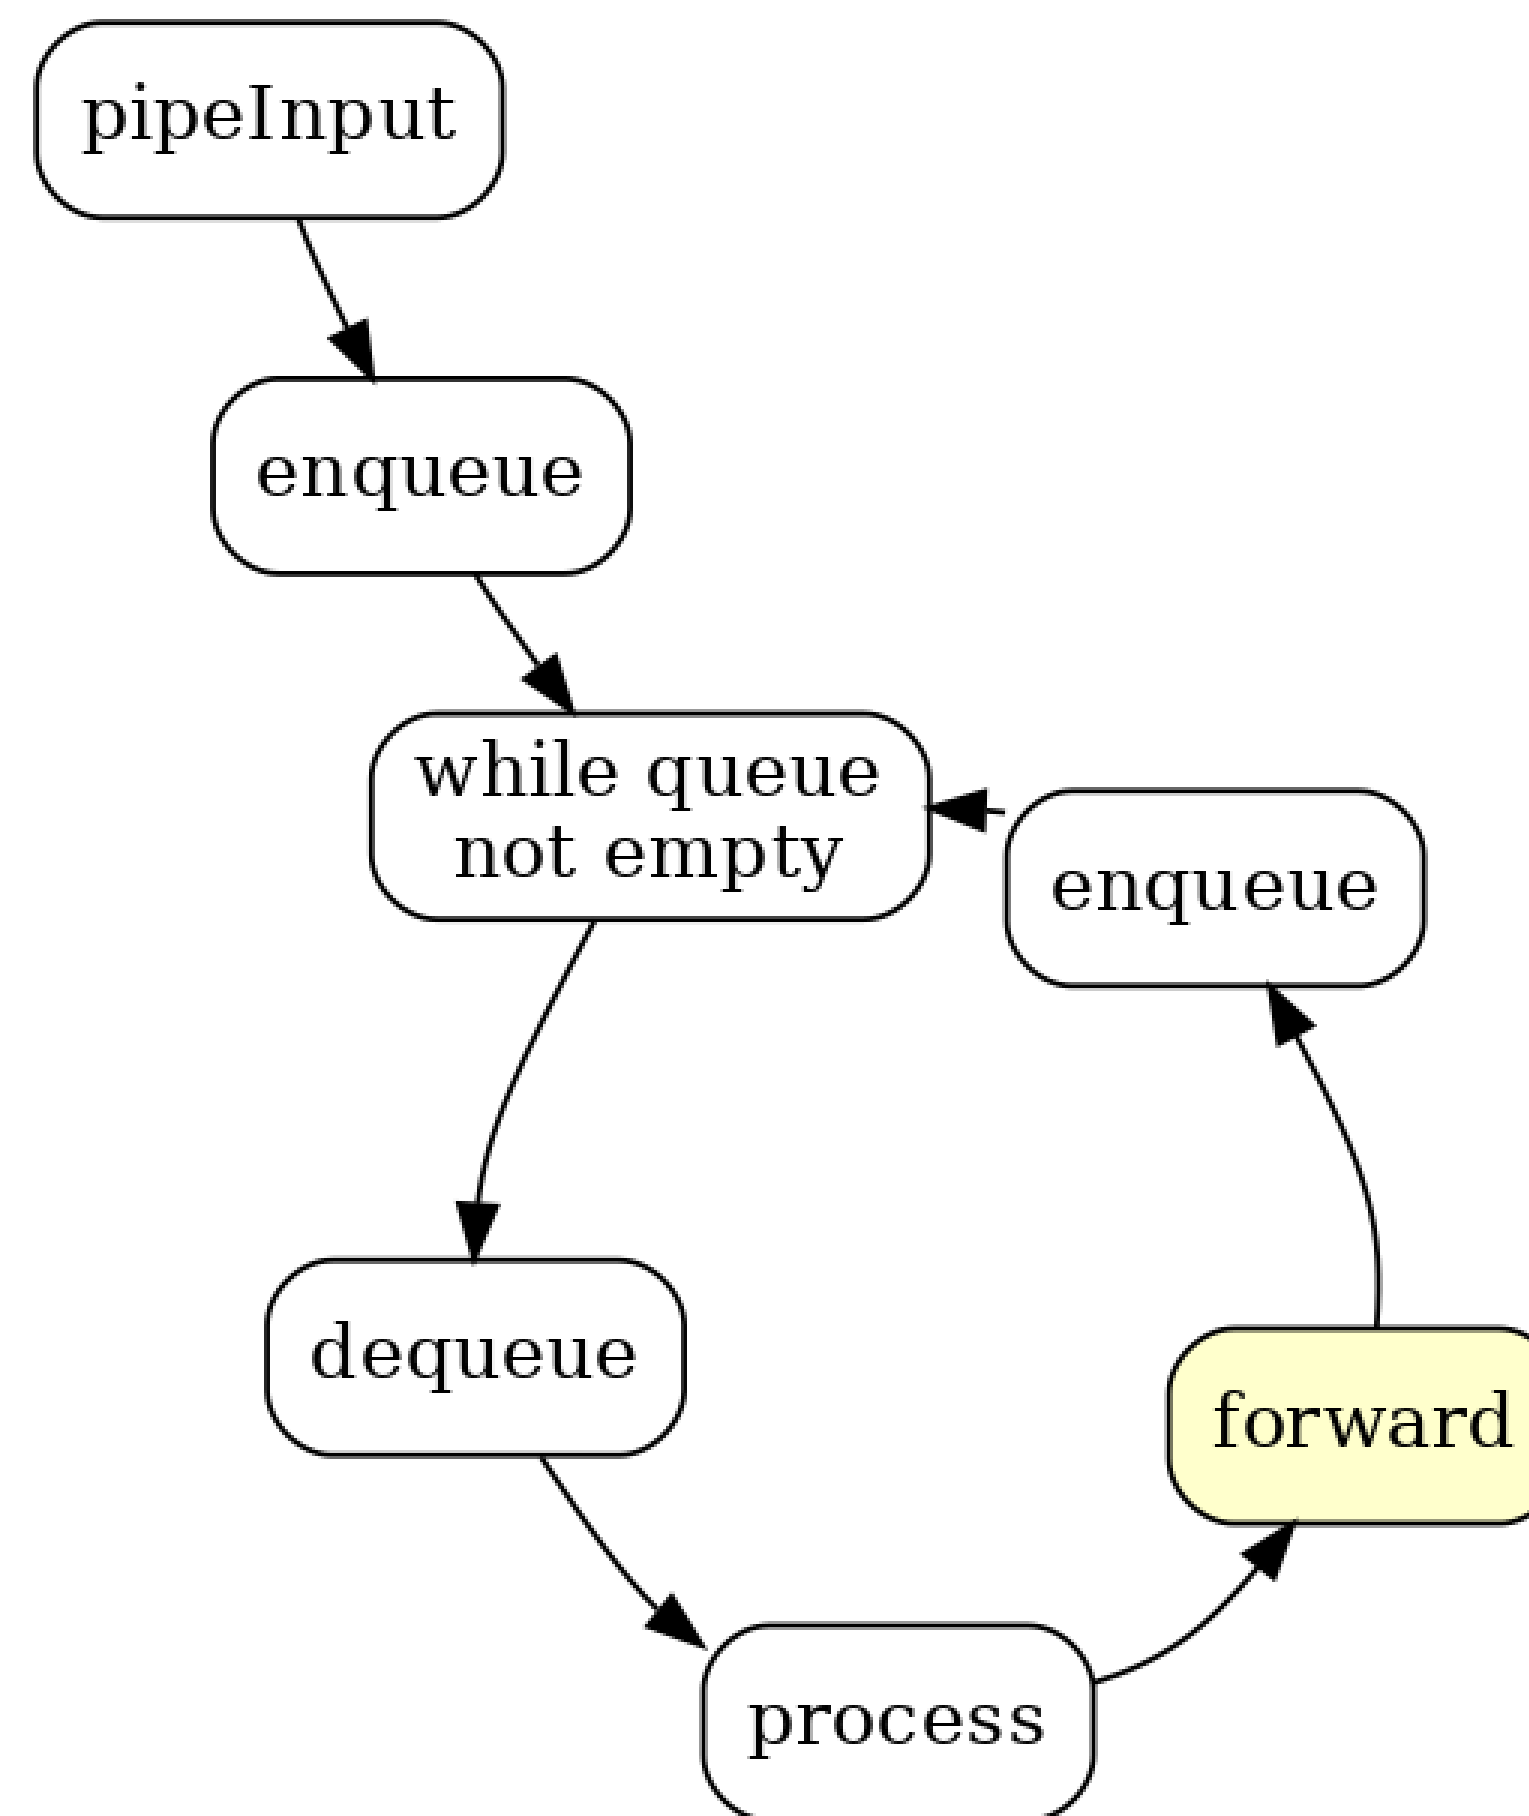 pipeInput
enqueue
while queue
not empty
enqueue
dequeue
forward
process